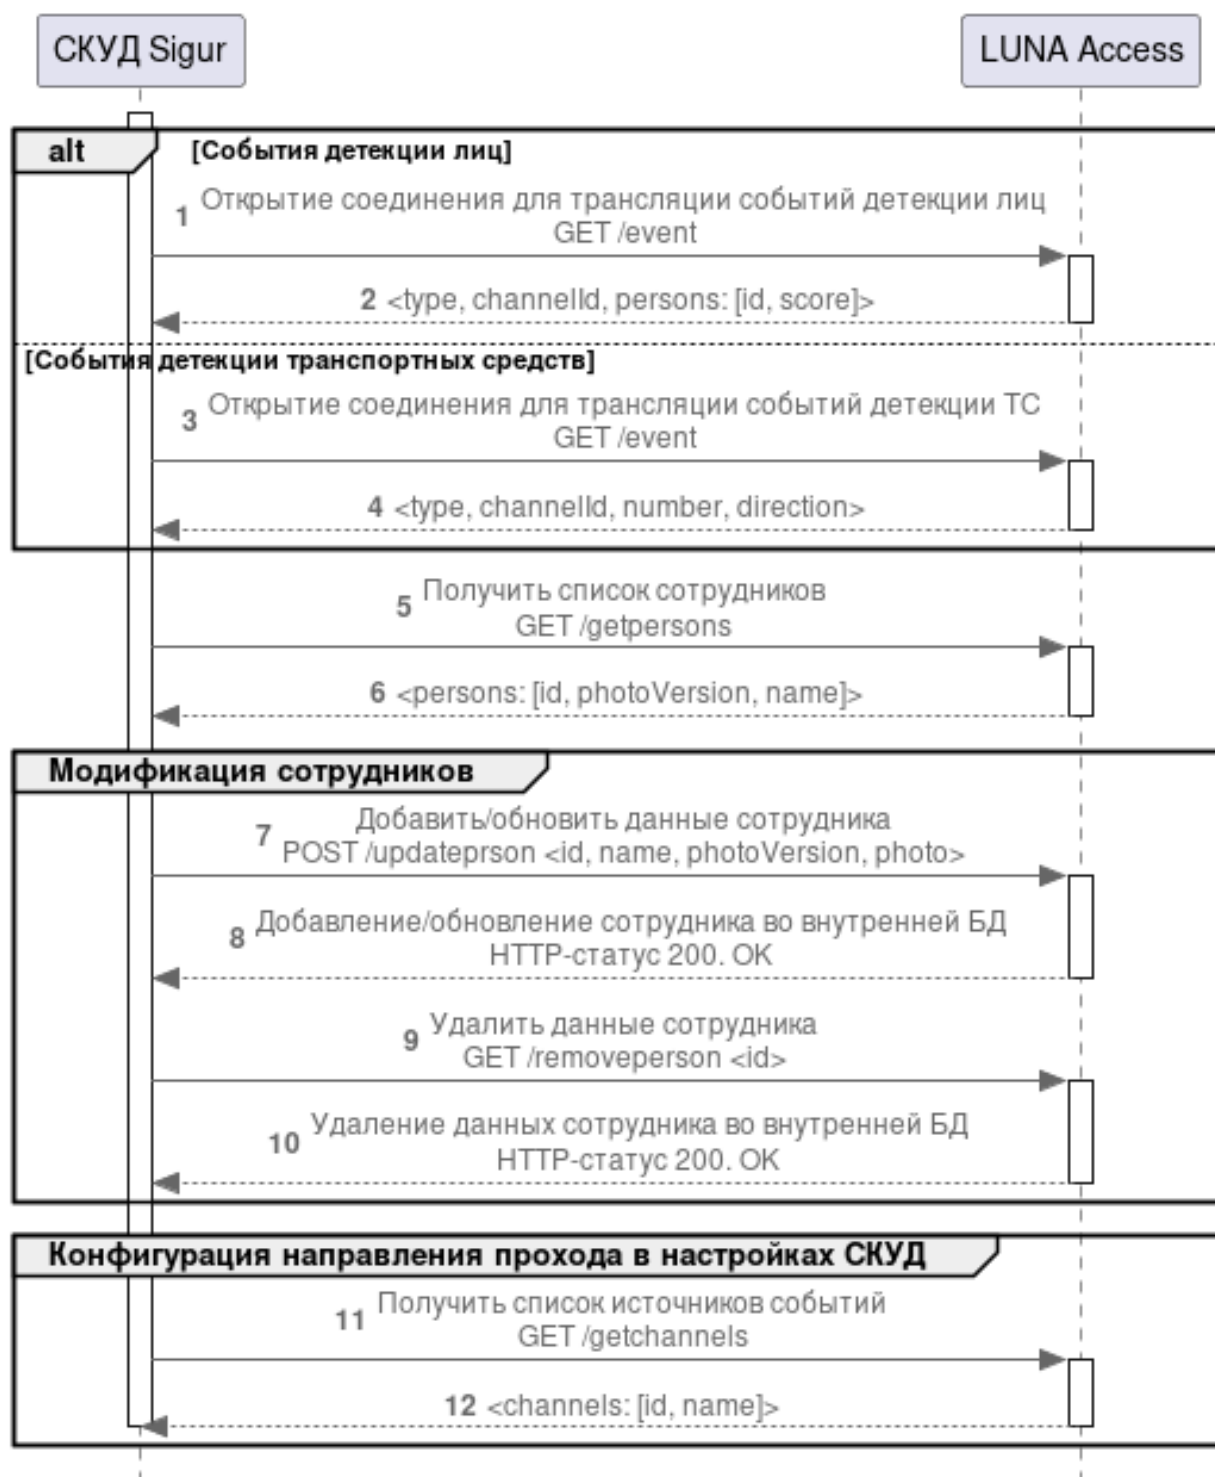 СКУД Sigur
LUNA Access
alt
[События детекции лиц]
1
Открытие соединения для трансляции событий детекции лиц
GET /event
2 <type, channelId, persons: [id, score]>
[События детекции транспортных средств]
3
Открытие соединения для трансляции событий детекции ТС
GET /event
4 <type, channelId, number, direction>
5
Получить список сотрудников
GET /getpersons
6 <persons: [id, photoVersion, name]>
Модификация сотрудников
7
Добавить/обновить данные сотрудника
POST /updateprson <id, name, photoVersion, photo>
8
Добавление/обновление сотрудника во внутренней БД
HTTP-статус 200. OK
9
Удалить данные сотрудника
GET /removeperson <id>
10
Удаление данных сотрудника во внутренней БД
HTTP-статус 200. OK
Конфигурация направления прохода в настройках СКУД
11
Получить список источников событий
GET /getchannels
12 <channels: [id, name]>